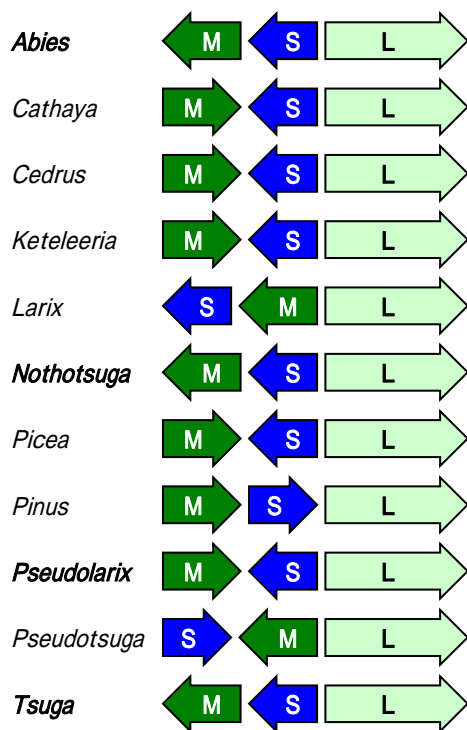 Abies M S L
Cathaya M S L
Cedrus M S L
Keteleeria M S L
Larix S M L
Nothotsuga M S L
Picea M S L
Pinus M S L
Pseudolarix M S L
Pseudotsuga S M L
Tsuga M S L